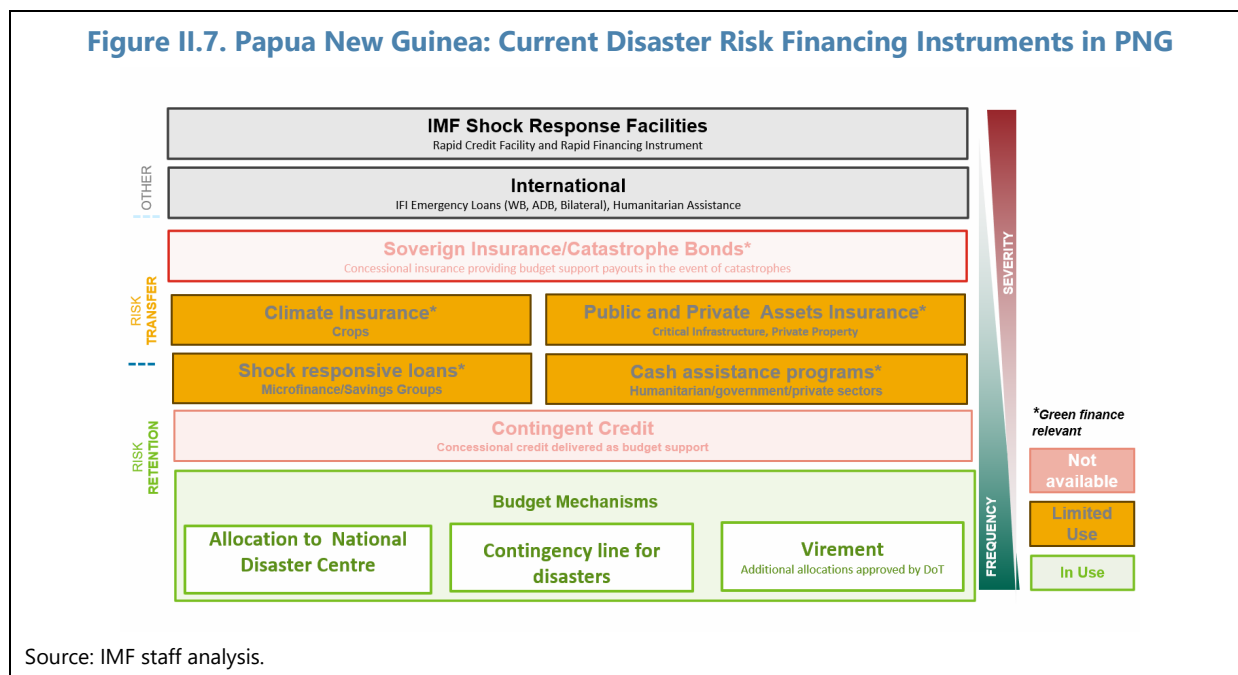 Figure II.7. Papua New Guinea: Current Disaster Risk Financing Instruments in PNG
IMF Shock Response Facilities
Rapid Credit Facility and Rapid Financing Instrument
International
IFI Emergency Loans (WB, ADB, Bilateral), Humanitarian Assistance
OTHER
Soverign Insurance/Catastrophe Bonds*
Concessional insurance providing budget support payouts in the event of catastrophes
RISK
TRANSFER
Climate Insurance*
Crops
Public and Private Assets Insurance*
Critical Infrastructure, Private Property
Shock responsive loans*
Microfinance/Savings Groups
Cash assistance programs*
Humanitarian/government/private sectors
RISK
RETENTION
Contingent Credit
Concessional credit delivered as budget support
Budget Mechanisms
Allocation to National
Disaster Centre
Contingency line for
disasters
Virement
Additional allocations approved by DoT
SEVERITY
FREQUENCY
*Green finance
relevant
Not
available
Limited
Use
In Use
Source: IMF staff analysis.